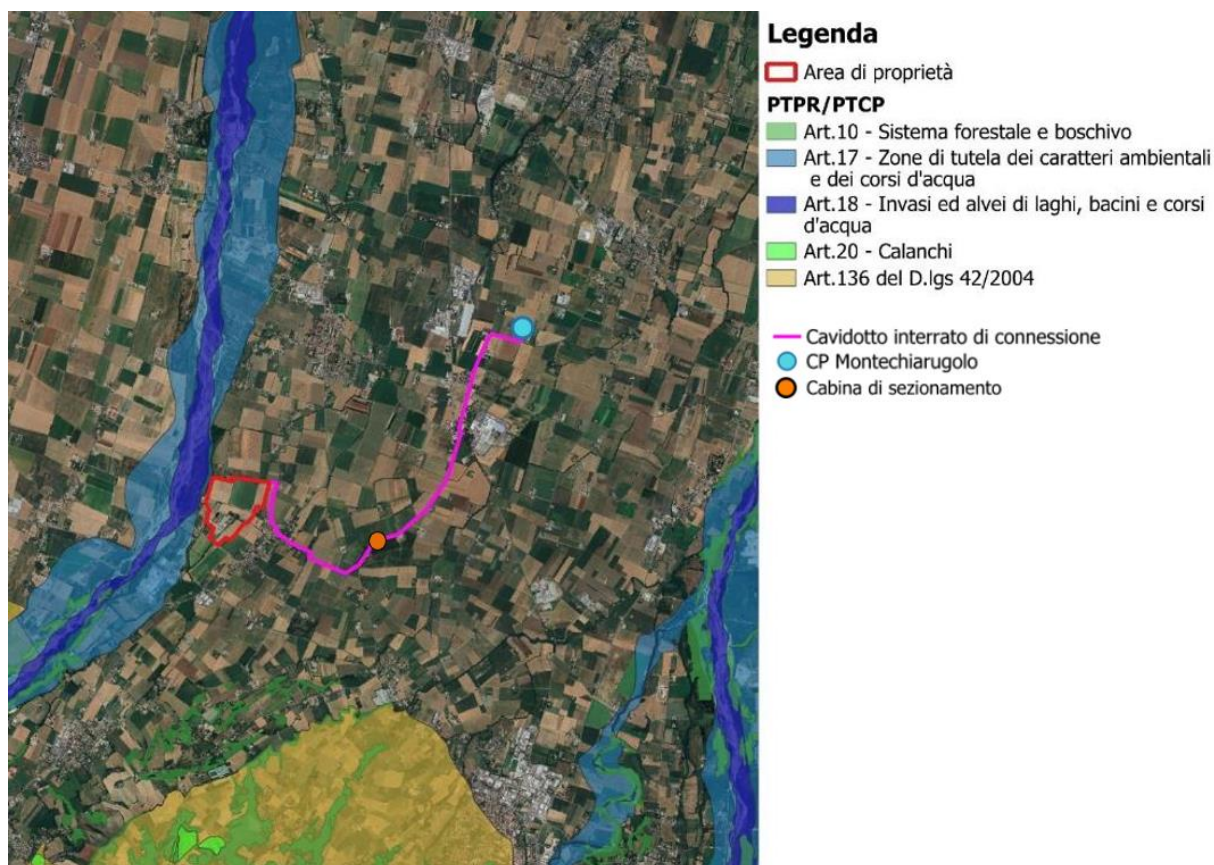 Legenda
Area di proprietà
PTPR/PTCP
Art.10 - Sistema forestale e boschivo
Art.17 - Zone di tutela dei caratteri ambientali
e dei corsi d'acqua
Art.18 - Invasi ed alvei di laghi, bacini e corsi
d'acqua
Art.20 - Calanchi
Art.136 del D.lgs 42/2004
Cavidotto interrato di connessione
CP Montechiarugolo
Cabina di sezionamento